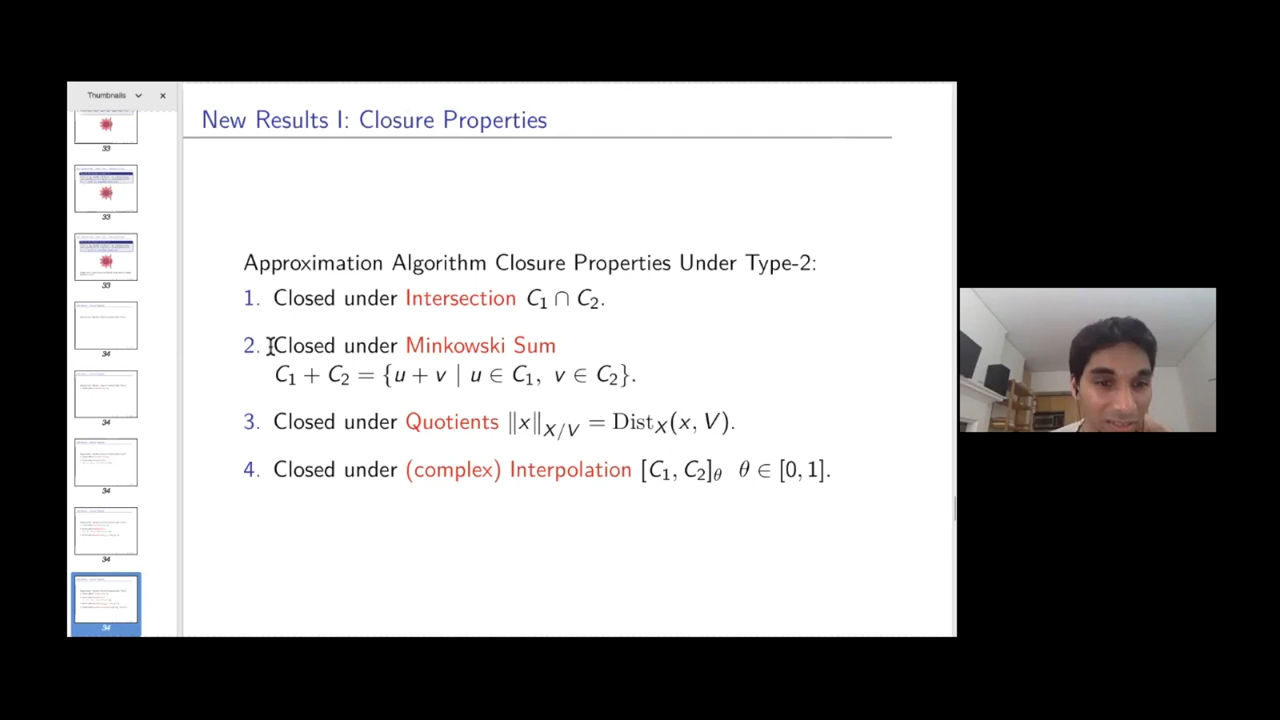 Thumbnails
33
33
33
34
34
34
34
34
New Results I: Closure Properties
Approximation Algorithm Closure Properties Under Type-2:
1. Closed under Intersection C₁ ∩ C₂.
2. Closed under Minkowski Sum
C₁ + C₂ = {u + v | u ∈ C₁, v ∈ C₂}.
3. Closed under Quotients ‖x‖_{X/V} = Dist_X(x, V).
4. Closed under (complex) Interpolation [C₁, C₂]_θ θ ∈ [0, 1].